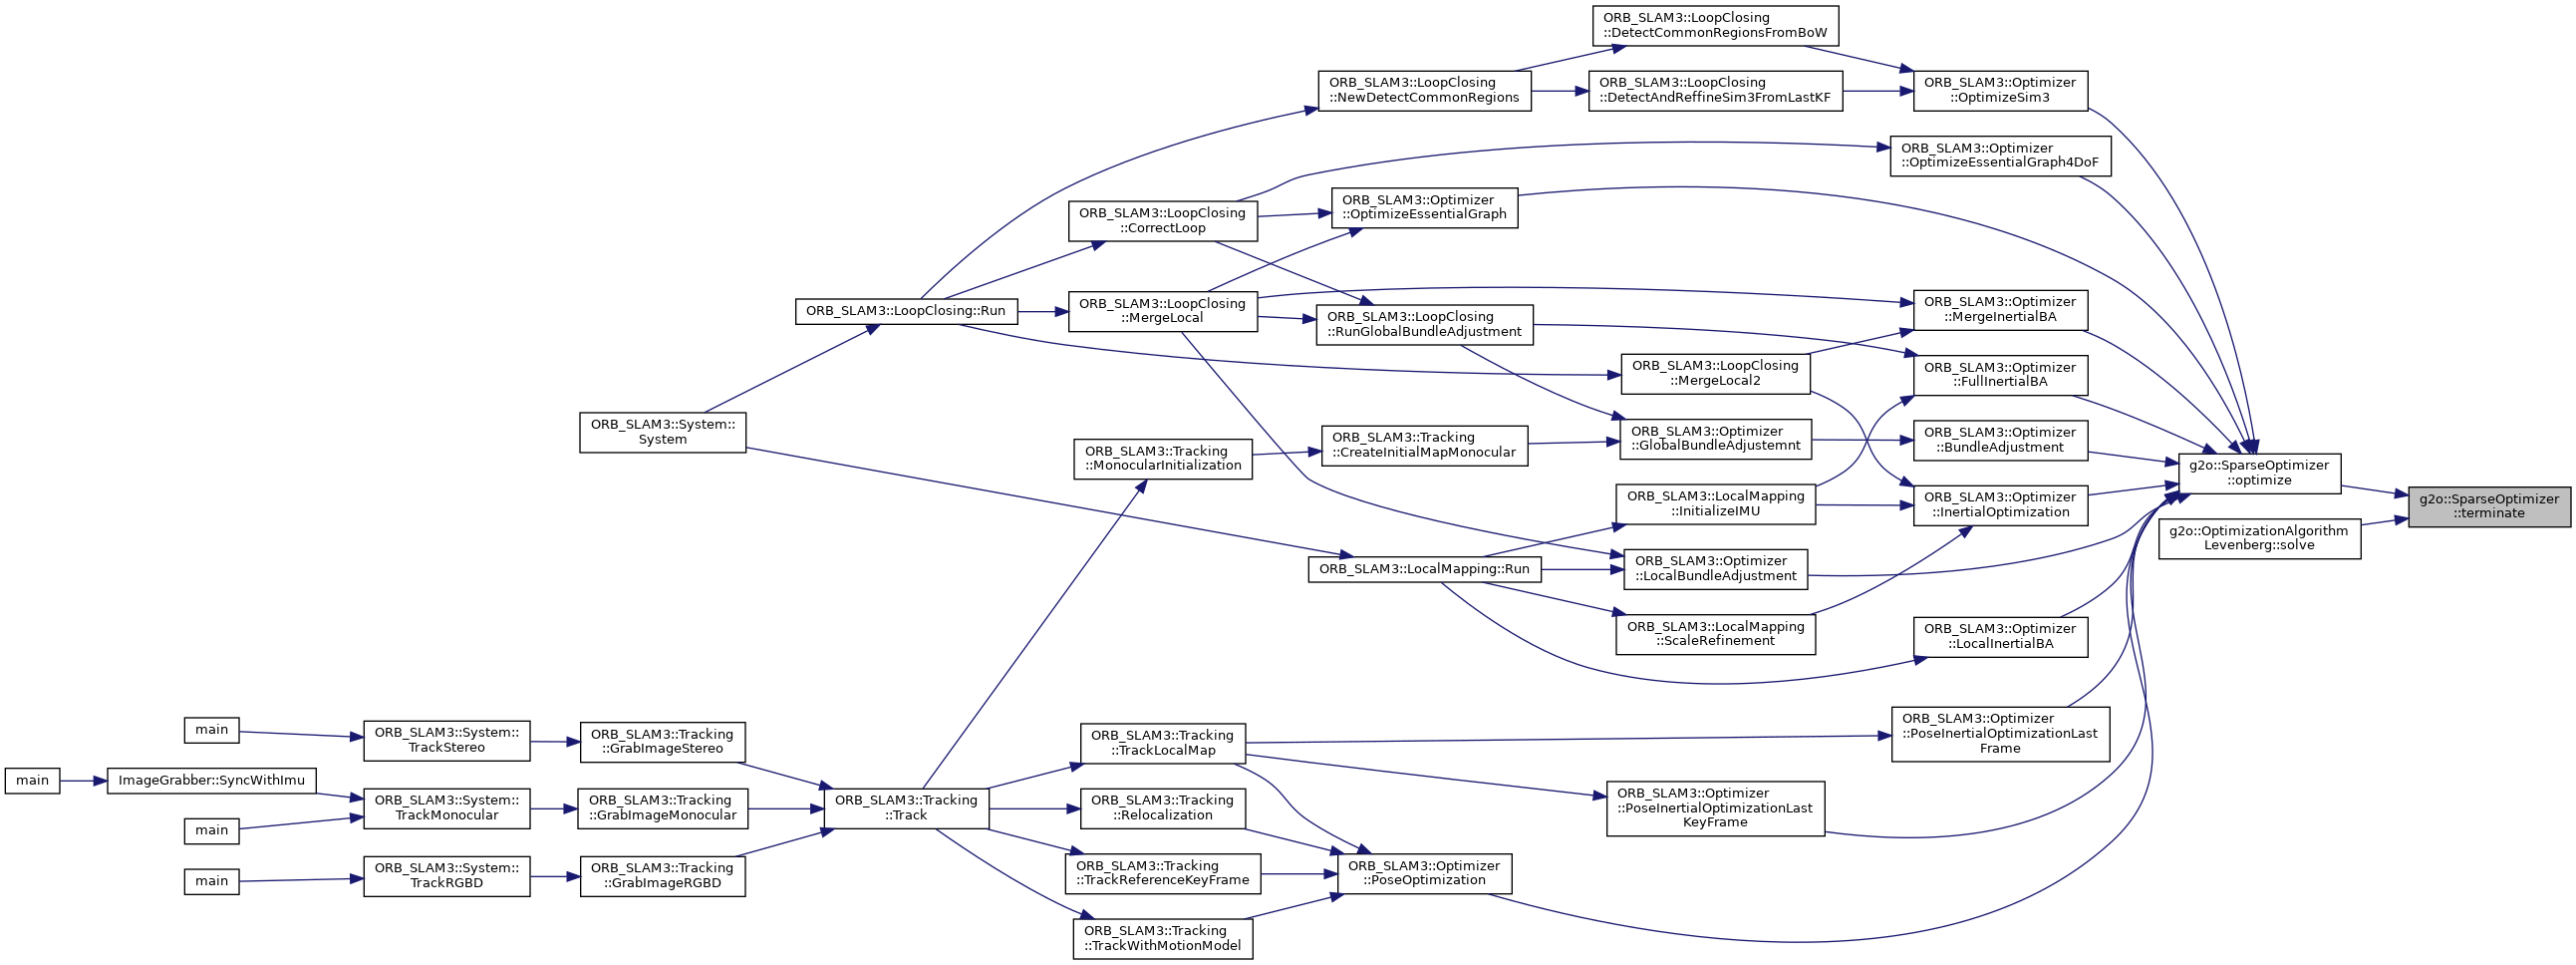 ORB_SLAM3::LoopClosing
::DetectCommonRegionsFromBoW
ORB_SLAM3::LoopClosing
::NewDetectCommonRegions
ORB_SLAM3::LoopClosing
::DetectAndReffineSim3FromLastKF
ORB_SLAM3::Optimizer
::OptimizeSim3
ORB_SLAM3::Optimizer
::OptimizeEssentialGraph4DoF
ORB_SLAM3::LoopClosing
::CorrectLoop
ORB_SLAM3::Optimizer
::OptimizeEssentialGraph
ORB_SLAM3::LoopClosing::Run
ORB_SLAM3::LoopClosing
::MergeLocal
ORB_SLAM3::LoopClosing
::RunGlobalBundleAdjustment
ORB_SLAM3::Optimizer
::MergeInertialBA
ORB_SLAM3::LoopClosing
::MergeLocal2
ORB_SLAM3::Optimizer
::FullInertialBA
ORB_SLAM3::System::
System
ORB_SLAM3::Tracking
::MonocularInitialization
ORB_SLAM3::Tracking
::CreateInitialMapMonocular
ORB_SLAM3::Optimizer
::GlobalBundleAdjustemnt
ORB_SLAM3::Optimizer
::BundleAdjustment
g2o::SparseOptimizer
::optimize
g2o::SparseOptimizer
::terminate
ORB_SLAM3::LocalMapping
::InitializeIMU
ORB_SLAM3::Optimizer
::InertialOptimization
g2o::OptimizationAlgorithm
Levenberg::solve
ORB_SLAM3::LocalMapping::Run
ORB_SLAM3::Optimizer
::LocalBundleAdjustment
ORB_SLAM3::LocalMapping
::ScaleRefinement
ORB_SLAM3::Optimizer
::LocalInertialBA
main
ORB_SLAM3::System::
TrackStereo
ORB_SLAM3::Tracking
::GrabImageStereo
ORB_SLAM3::Tracking
::TrackLocalMap
ORB_SLAM3::Optimizer
::PoseInertialOptimizationLast
Frame
main
ImageGrabber::SyncWithImu
ORB_SLAM3::System::
TrackMonocular
ORB_SLAM3::Tracking
::GrabImageMonocular
ORB_SLAM3::Tracking
::Track
ORB_SLAM3::Tracking
::Relocalization
ORB_SLAM3::Optimizer
::PoseInertialOptimizationLast
KeyFrame
main
main
ORB_SLAM3::System::
TrackRGBD
ORB_SLAM3::Tracking
::GrabImageRGBD
ORB_SLAM3::Tracking
::TrackReferenceKeyFrame
ORB_SLAM3::Optimizer
::PoseOptimization
ORB_SLAM3::Tracking
::TrackWithMotionModel